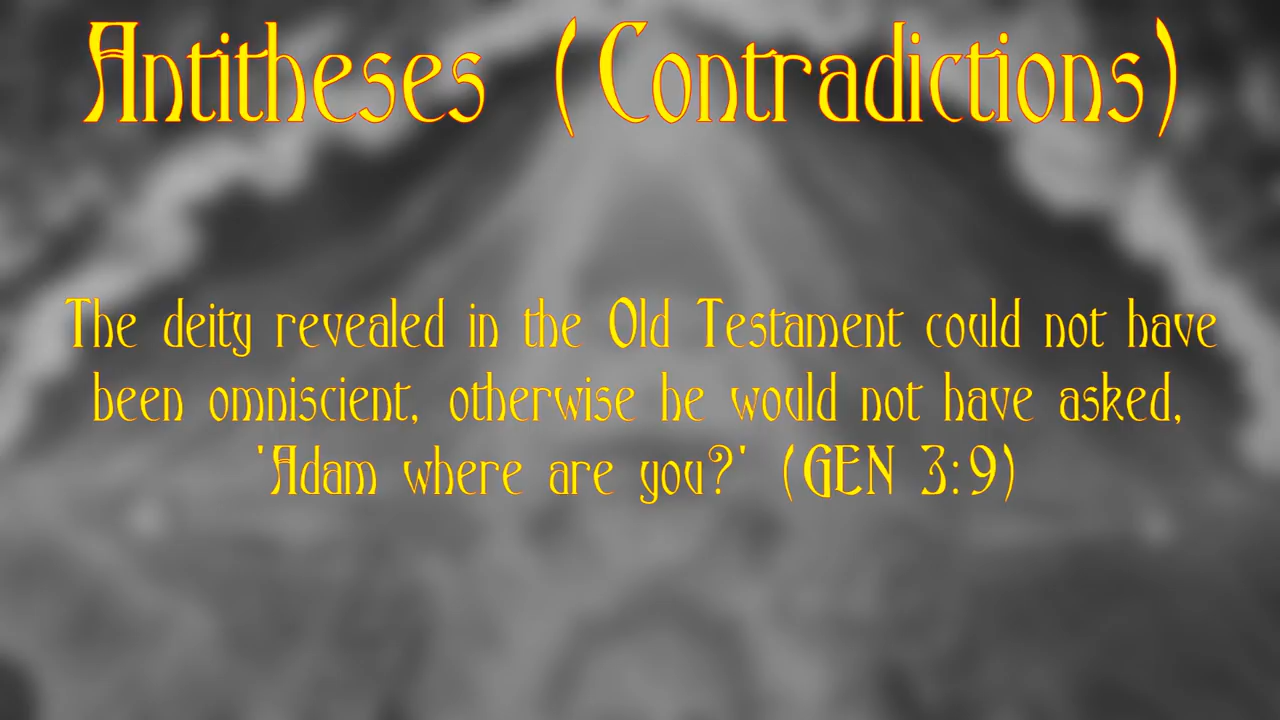 Antitheses (Contradictions)
The deity revealed in the Old Testament could not have
been omniscient, otherwise he would not have asked,
'Adam where are you?' (GEN 3:9)